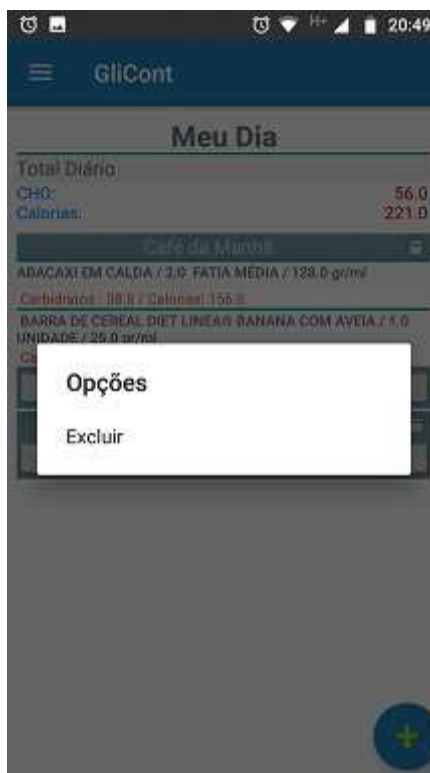 H+ 20:49
GliCont
Meu Dia
Total Diário
CHO: 56.0
Calorias: 221.0
Café da Manhã
ABACAXI EM CALDA / 2.0 FATIA MÉDIA / 128.0 gr/ml
Calorias: 155.
BARRA DE CEREAL DIET LINEA® BANANA COM AVEIA / 1.0
UNIDADE / 25.0 gr/ml
Opções
Excluir